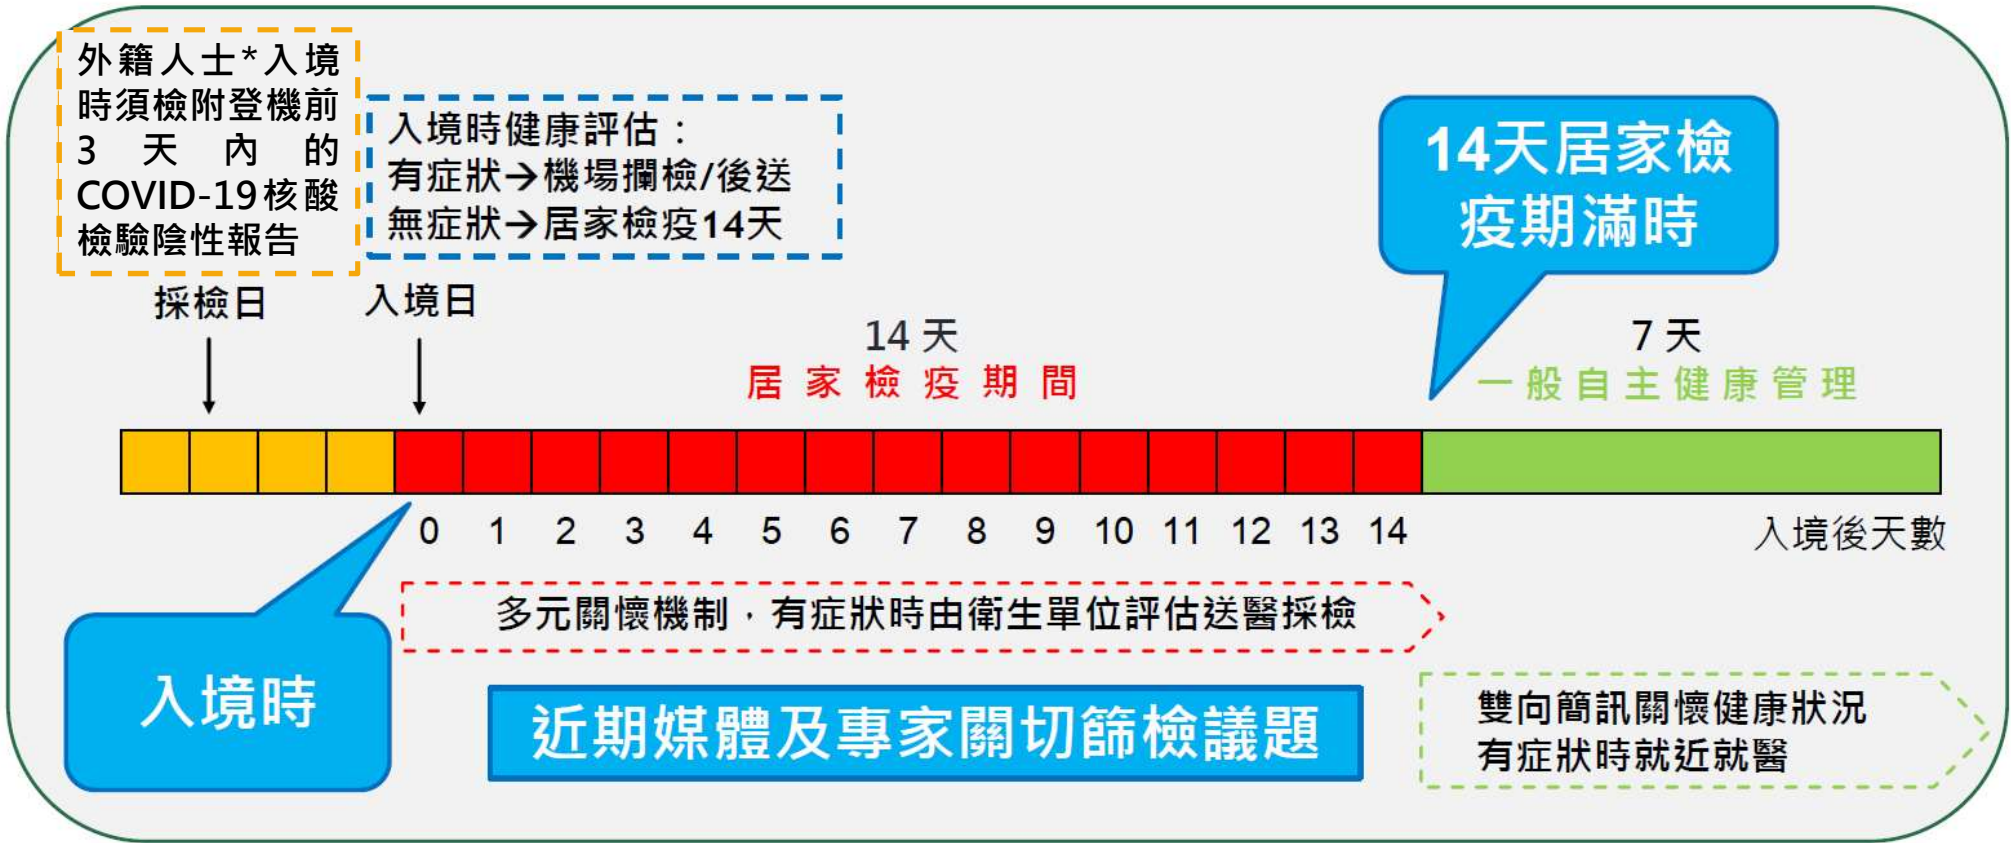 外籍人士*入境
時須檢附登機前
3天內的
COVID-19核酸
檢驗陰性報告
入境時健康評估：
有症狀→機場攔檢/後送
無症狀→居家檢疫14天
14天居家檢
疫期滿時
採檢日
入境日
14 天
居家檢疫期間
7 天
一般自主健康管理
0 1 2 3 4 5 6 7 8 9 10 11 12 13 14
入境後天數
多元關懷機制，有症狀時由衛生單位評估送醫採檢
入境時
近期媒體及專家關切篩檢議題
雙向簡訊關懷健康狀況
有症狀時就近就醫